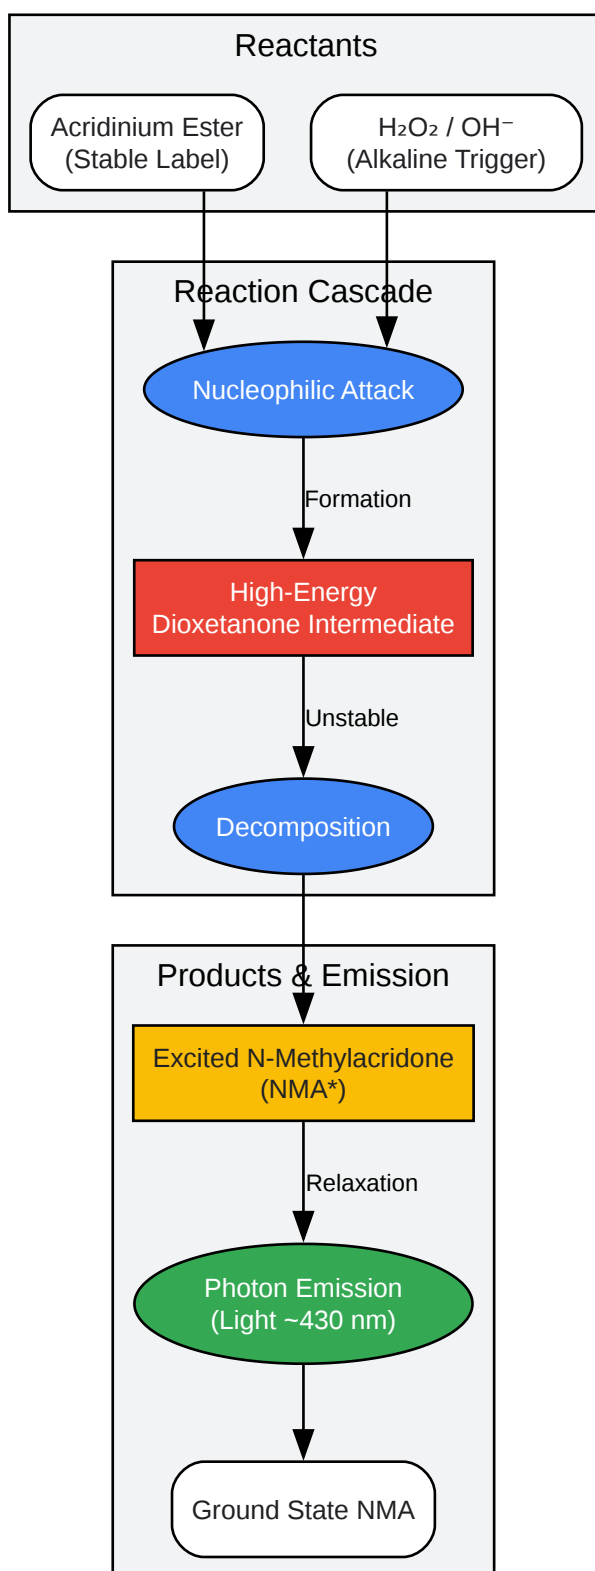 Reactants
Acridinium Ester
(Stable Label)
H₂O₂ / OH⁻
(Alkaline Trigger)
Reaction Cascade
Nucleophilic Attack
Formation
High-Energy
Dioxetanone Intermediate
Unstable
Decomposition
Products & Emission
Excited N-Methylacridone
(NMA*)
Relaxation
Photon Emission
(Light ~430 nm)
Ground State NMA